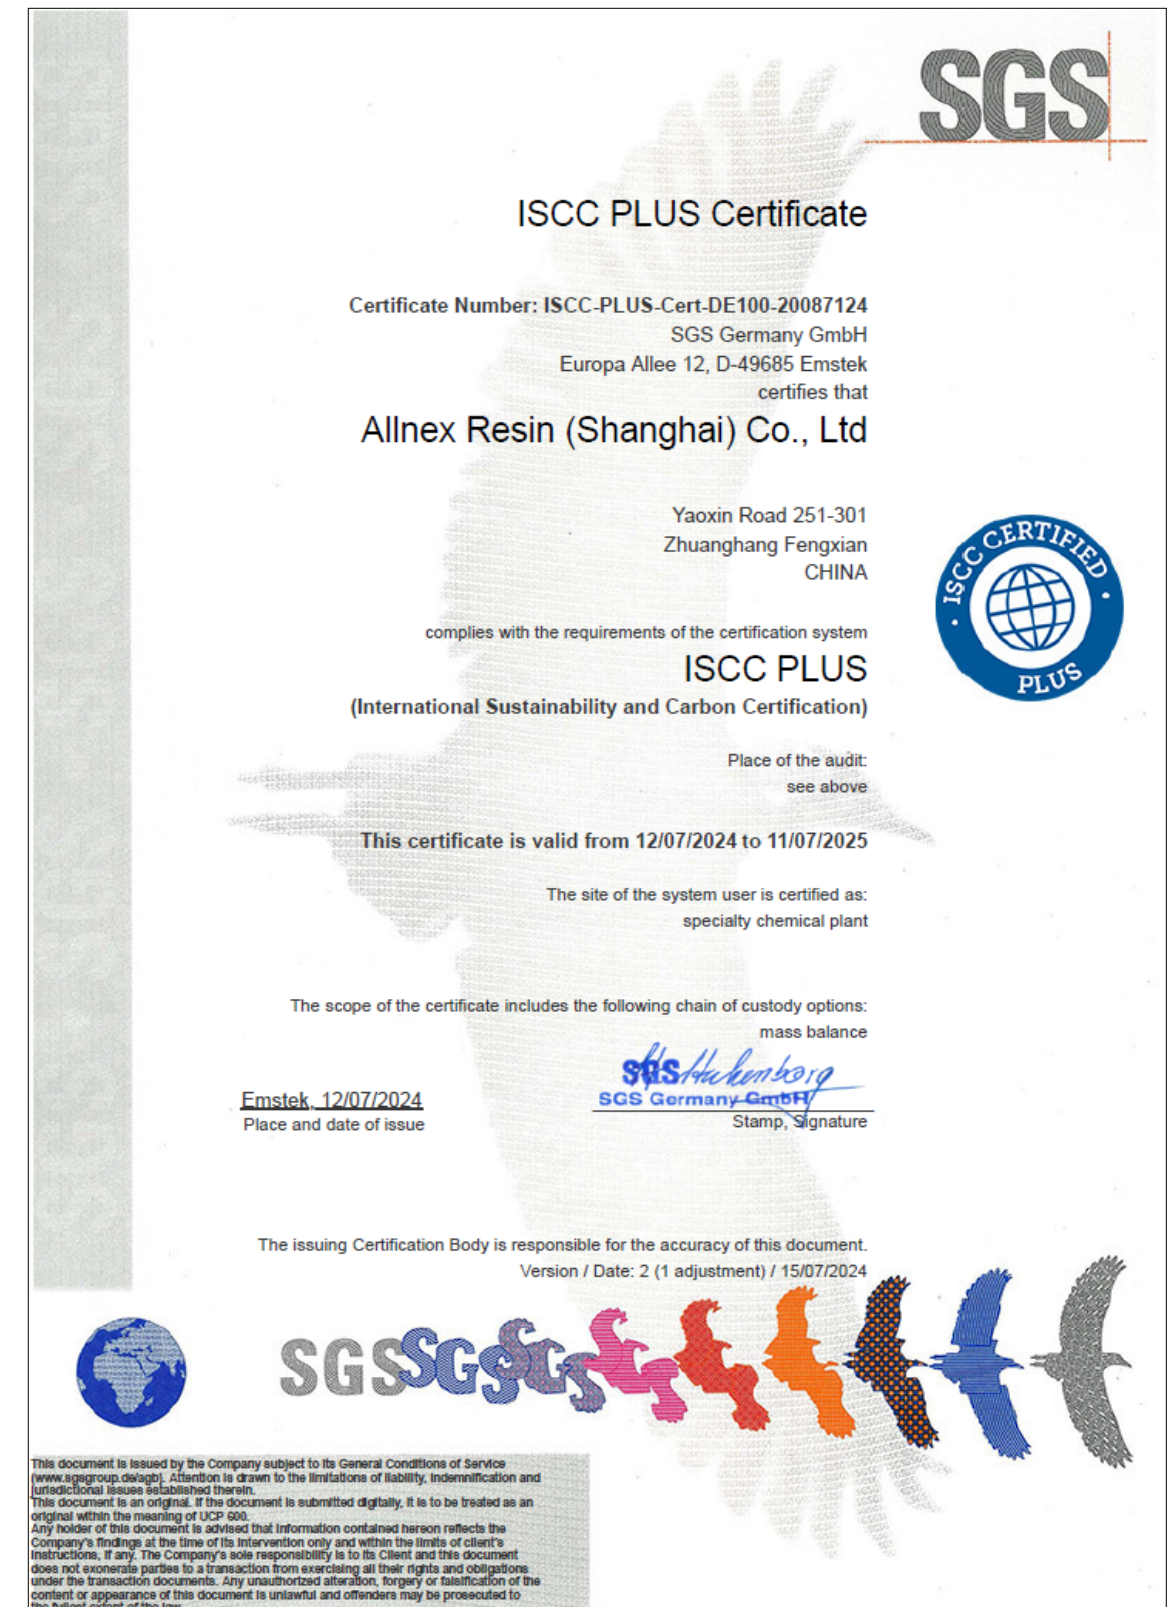 SGS
ISCC PLUS Certificate
Certificate Number: ISCC-PLUS-Cert-DE100-20087124
SGS Germany GmbH
Europa Allee 12, D-49685 Emstek
certifies that
Allnex Resin (Shanghai) Co., Ltd
Yaoxin Road 251-301
Zhuanghang Fengxian
CHINA
ISCC CERTIFIED
PLUS
complies with the requirements of the certification system
ISCC PLUS
(International Sustainability and Carbon Certification)
Place of the audit:
see above
This certificate is valid from 12/07/2024 to 11/07/2025
The site of the system user is certified as:
specialty chemical plant
The scope of the certificate includes the following chain of custody options:
mass balance
SGS
SGS Germany GmbH
Emstek, 12/07/2024
Place and date of issue
Stamp, Signature
The issuing Certification Body is responsible for the accuracy of this document.
Version / Date: 2 (1 adjustment) / 15/07/2024
SGS SGS SGS
This document is issued by the Company subject to its General Conditions of Service
(www.sgsgroup.de/agb). Attention is drawn to the limitations of liability, indemnification and
jurisdictional issues established therein.
This document is an original. If the document is submitted digitally, it is to be treated as an
original within the meaning of UCP 600.
Any holder of this document is advised that information contained hereon reflects the
Company's findings at the time of its intervention only and within the limits of client's
instructions, if any. The Company's sole responsibility is to its Client and this document
does not exonerate parties to a transaction from exercising all their rights and obligations
under the transaction documents. Any unauthorized alteration, forgery or falsification of the
content or appearance of this document is unlawful and offenders may be prosecuted to
the fullest extent of the law.